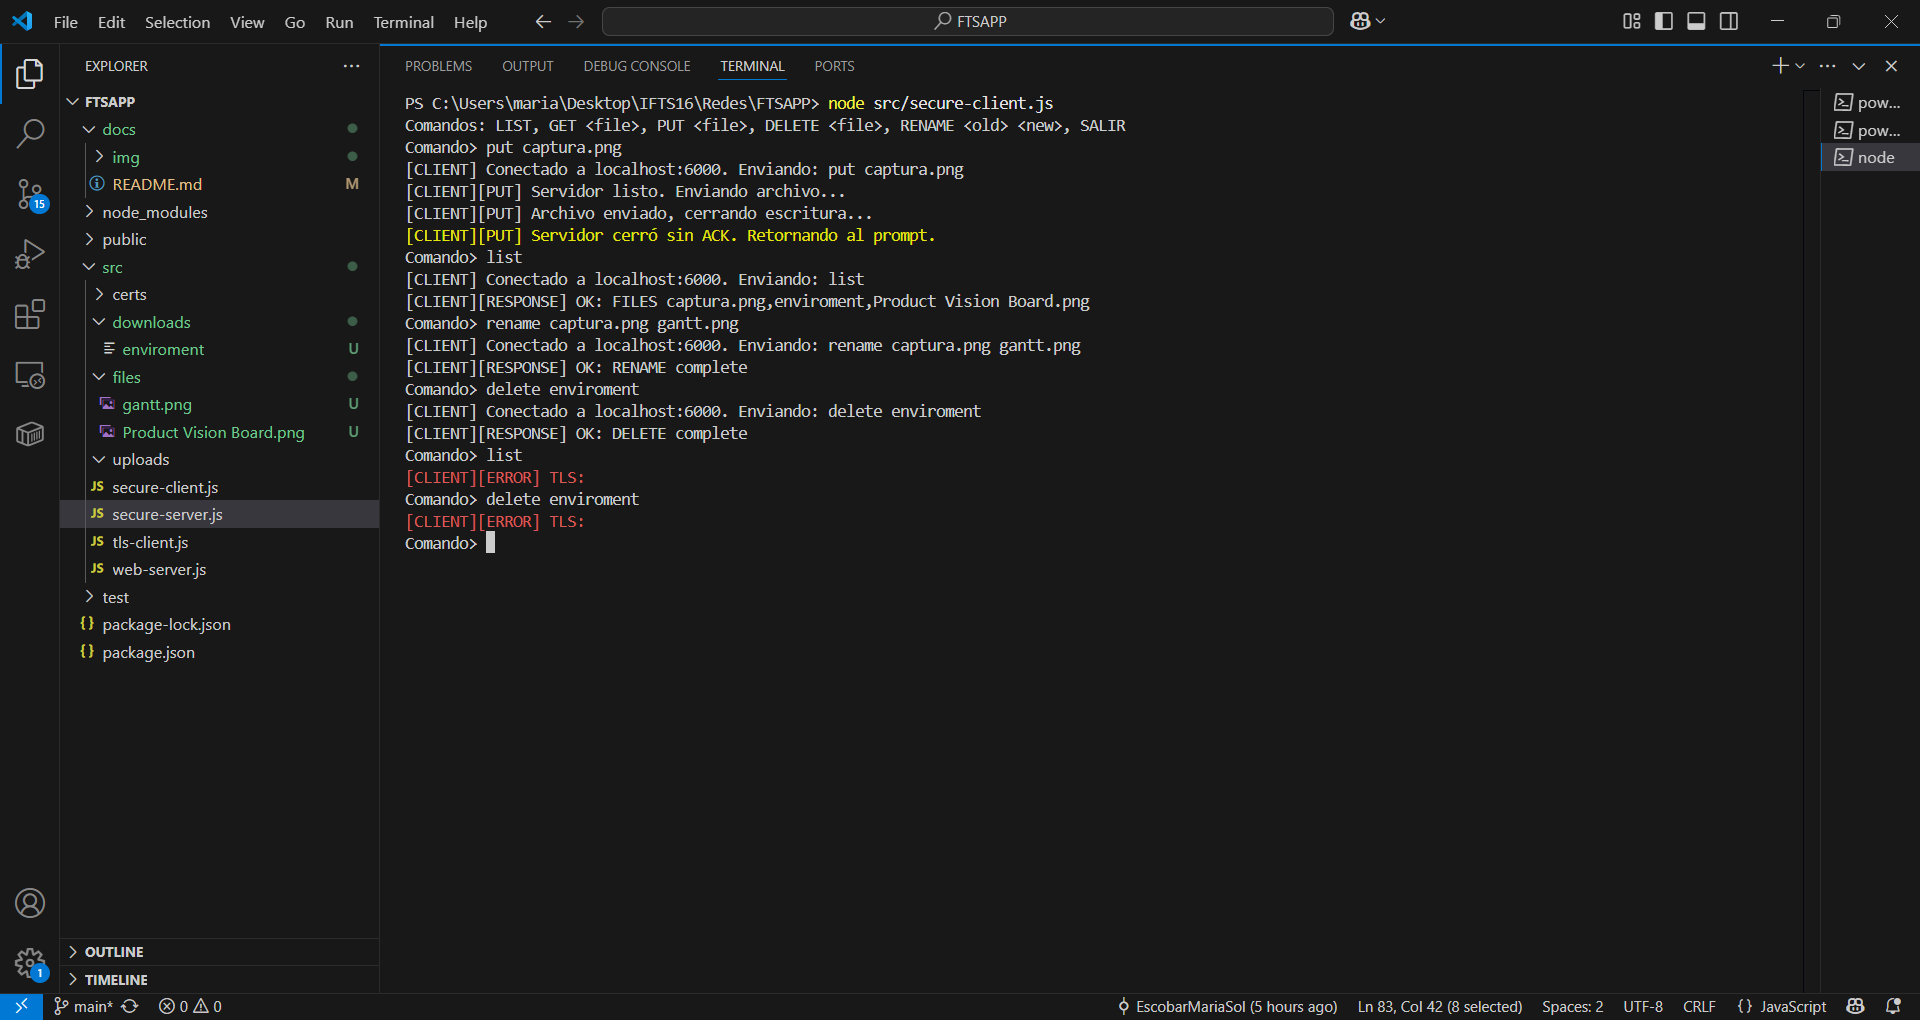 File Edit Selection View Go Run Terminal Help
FTSAPP
EXPLORER
FTSAPP
docs
img
README.md M
node_modules
public
src
certs
downloads
enviroment U
files
gantt.png U
Product Vision Board.png U
uploads
JS secure-client.js
JS secure-server.js
JS tls-client.js
JS web-server.js
test
{} package-lock.json
{} package.json
OUTLINE
TIMELINE
15
1
PROBLEMS OUTPUT DEBUG CONSOLE TERMINAL PORTS
PS C:\Users\maria\Desktop\IFTS16\Redes\FTSAPP> node src/secure-client.js
Comandos: LIST, GET <file>, PUT <file>, DELETE <file>, RENAME <old> <new>, SALIR
Comando> put captura.png
[CLIENT] Conectado a localhost:6000. Enviando: put captura.png
[CLIENT][PUT] Servidor listo. Enviando archivo...
[CLIENT][PUT] Archivo enviado, cerrando escritura...
[CLIENT][PUT] Servidor cerró sin ACK. Retornando al prompt.
Comando> list
[CLIENT] Conectado a localhost:6000. Enviando: list
[CLIENT][RESPONSE] OK: FILES captura.png,enviroment,Product Vision Board.png
Comando> rename captura.png gantt.png
[CLIENT] Conectado a localhost:6000. Enviando: rename captura.png gantt.png
[CLIENT][RESPONSE] OK: RENAME complete
Comando> delete enviroment
[CLIENT] Conectado a localhost:6000. Enviando: delete enviroment
[CLIENT][RESPONSE] OK: DELETE complete
Comando> list
[CLIENT][ERROR] TLS:
Comando> delete enviroment
[CLIENT][ERROR] TLS:
Comando>
pow...
pow...
node
main* 0 0 EscobarMariaSol (5 hours ago) Ln 83, Col 42 (8 selected) Spaces: 2 UTF-8 CRLF {} JavaScript